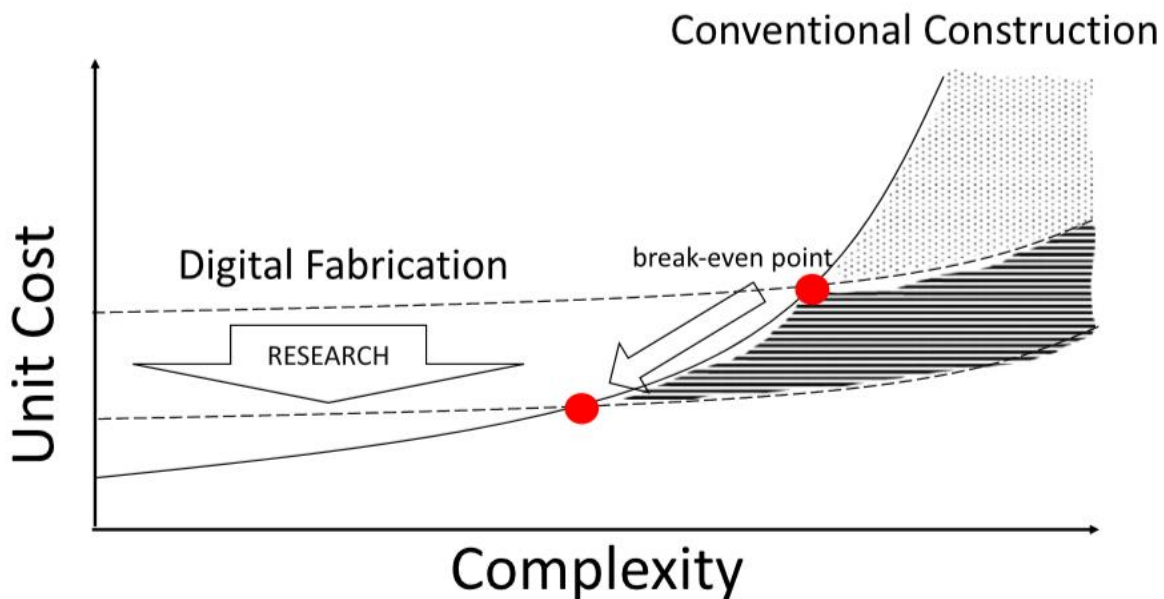 Conventional Construction
break-even point
Digital Fabrication
RESEARCH
Unit Cost
Complexity